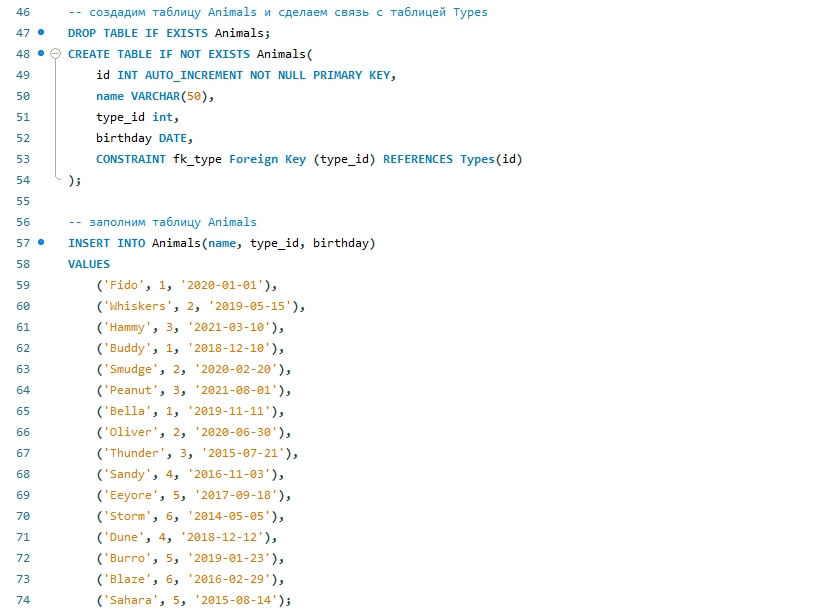 46 -- создадим таблицу Animals и сделаем связь с таблицей Types
47 DROP TABLE IF EXISTS Animals;
48 CREATE TABLE IF NOT EXISTS Animals(
49 id INT AUTO_INCREMENT NOT NULL PRIMARY KEY,
50 name VARCHAR(50),
51 type_id int,
52 birthday DATE,
53 CONSTRAINT fk_type Foreign Key (type_id) REFERENCES Types(id)
54 );
55
56 -- заполним таблицу Animals
57 INSERT INTO Animals(name, type_id, birthday)
58 VALUES
59 ('Fido', 1, '2020-01-01'),
60 ('Whiskers', 2, '2019-05-15'),
61 ('Hammy', 3, '2021-03-10'),
62 ('Buddy', 1, '2018-12-10'),
63 ('Smudge', 2, '2020-02-20'),
64 ('Peanut', 3, '2021-08-01'),
65 ('Bella', 1, '2019-11-11'),
66 ('Oliver', 2, '2020-06-30'),
67 ('Thunder', 3, '2015-07-21'),
68 ('Sandy', 4, '2016-11-03'),
69 ('Eeyore', 5, '2017-09-18'),
70 ('Storm', 6, '2014-05-05'),
71 ('Dune', 4, '2018-12-12'),
72 ('Burro', 5, '2019-01-23'),
73 ('Blaze', 6, '2016-02-29'),
74 ('Sahara', 5, '2015-08-14');